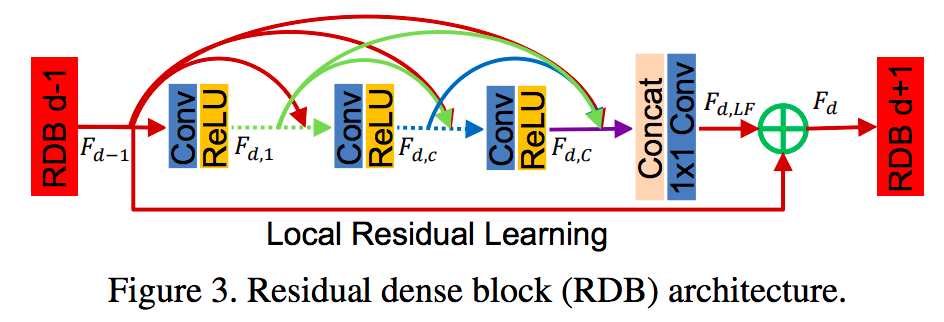 RDB d-1
F_{d-1}
Conv
ReLU
F_{d,1}
Conv
ReLU
F_{d,c}
Conv
ReLU
F_{d,C}
Concat
1x1 Conv
F_{d,LF}
F_d
RDB d+1
Local Residual Learning
Figure 3. Residual dense block (RDB) architecture.